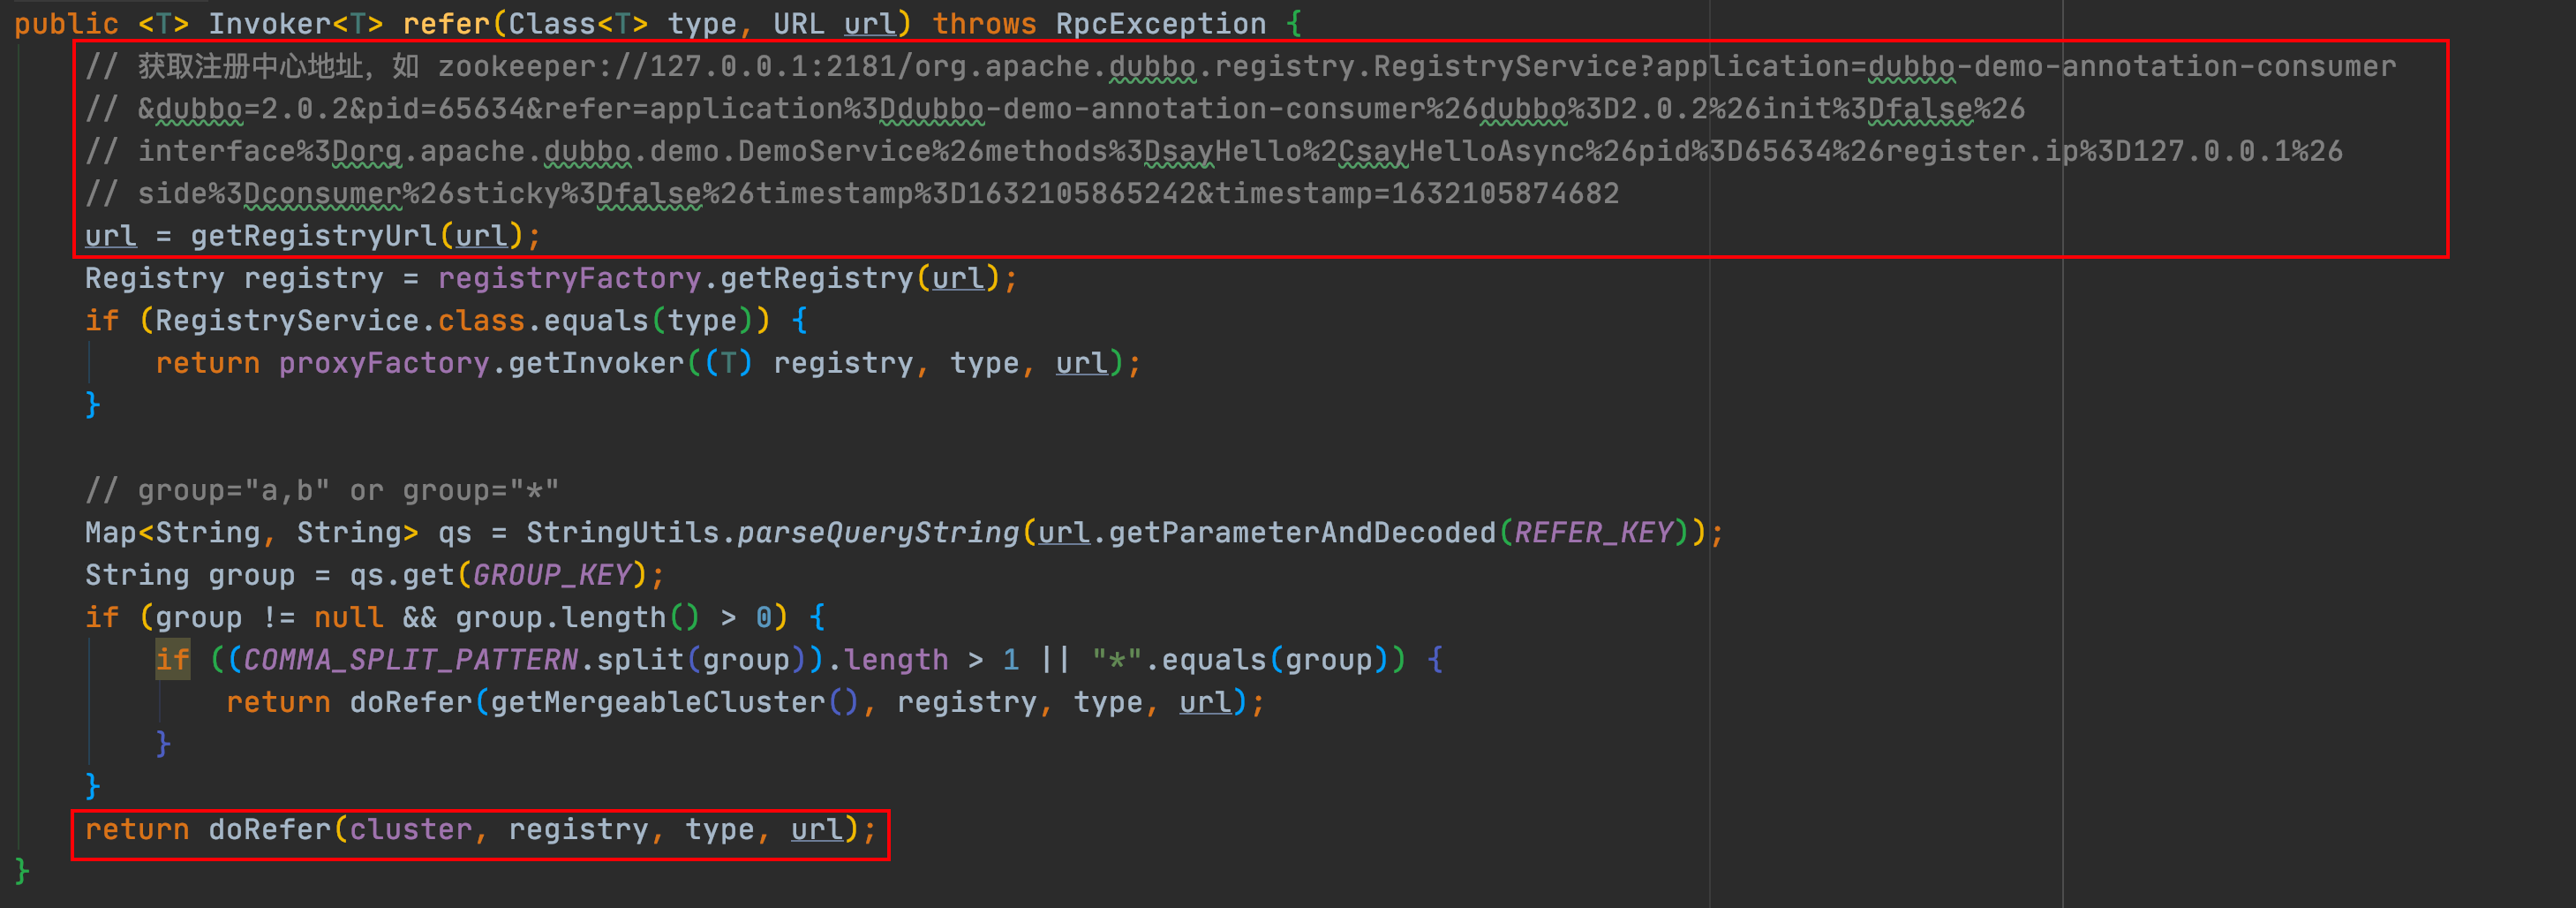 public <T> Invoker<T> refer(Class<T> type, URL url) throws RpcException {
// 获取注册中心地址，如 zookeeper://127.0.0.1:2181/org.apache.dubbo.registry.RegistryService?application=dubbo-demo-annotation-consumer
// &dubbo=2.0.2&pid=65634&refer=application%3Ddubbo-demo-annotation-consumer%26dubbo%3D2.0.2%26init%3Dfalse%26
// interface%3Dorg.apache.dubbo.demo.DemoService%26methods%3DsayHello%2CsayHelloAsync%26pid%3D65634%26register.ip%3D127.0.0.1%26
// side%3Dconsumer%26sticky%3Dfalse%26timestamp%3D1632105865242&timestamp=1632105874682
url = getRegistryUrl(url);
Registry registry = registryFactory.getRegistry(url);
if (RegistryService.class.equals(type)) {
return proxyFactory.getInvoker((T) registry, type, url);
}
// group="a,b" or group="*"
Map<String, String> qs = StringUtils.parseQueryString(url.getParameterAndDecoded(REFER_KEY));
String group = qs.get(GROUP_KEY);
if (group != null && group.length() > 0) {
if ((COMMA_SPLIT_PATTERN.split(group)).length > 1 || "*".equals(group)) {
return doRefer(getMergeableCluster(), registry, type, url);
}
}
return doRefer(cluster, registry, type, url);
}